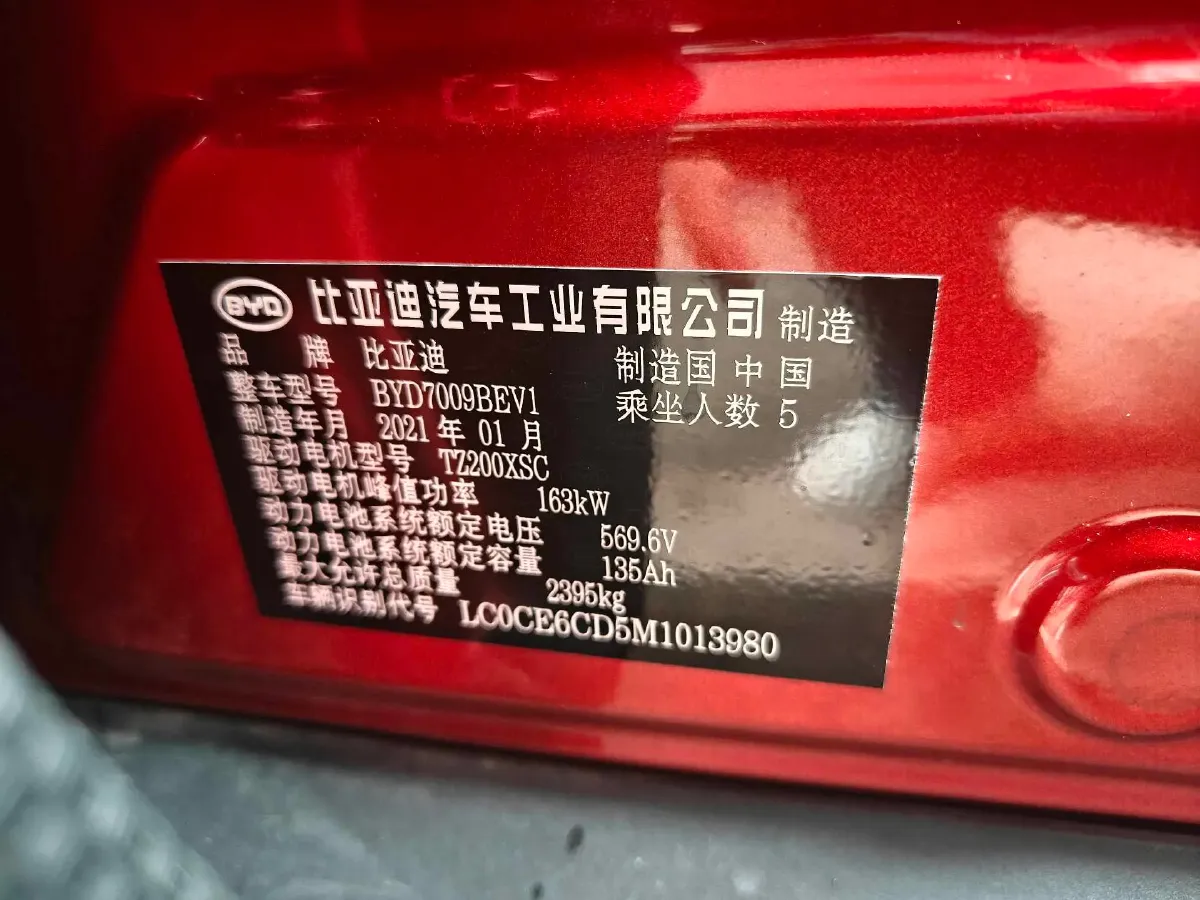 BYD 比亚迪汽车工业有限公司 制造
品 牌 比亚迪 制造国 中国
整车型号 BYD7009BEV1 乘坐人数 5
制造年月 2021 年 01 月
驱动电机型号 TZ200XSC
驱动电机峰值功率 163kW
动力电池系统额定电压 569.6V
动力电池系统额定容量 135Ah
最大允许总质量 2395kg
车辆识别代号 LC0CE6CD5M1013980